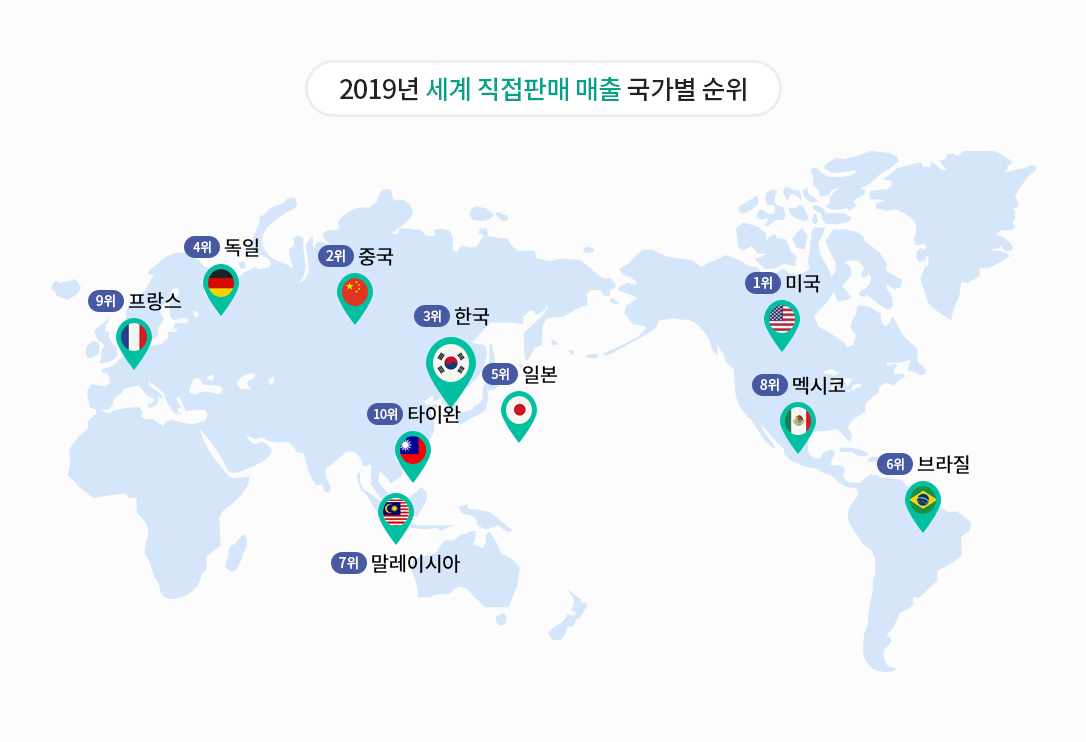 2019년 세계 직접판매 매출 국가별 순위
4위 독일
2위 중국
1위 미국
9위 프랑스
3위 한국
5위 일본
8위 멕시코
10위 타이완
6위 브라질
7위 말레이시아